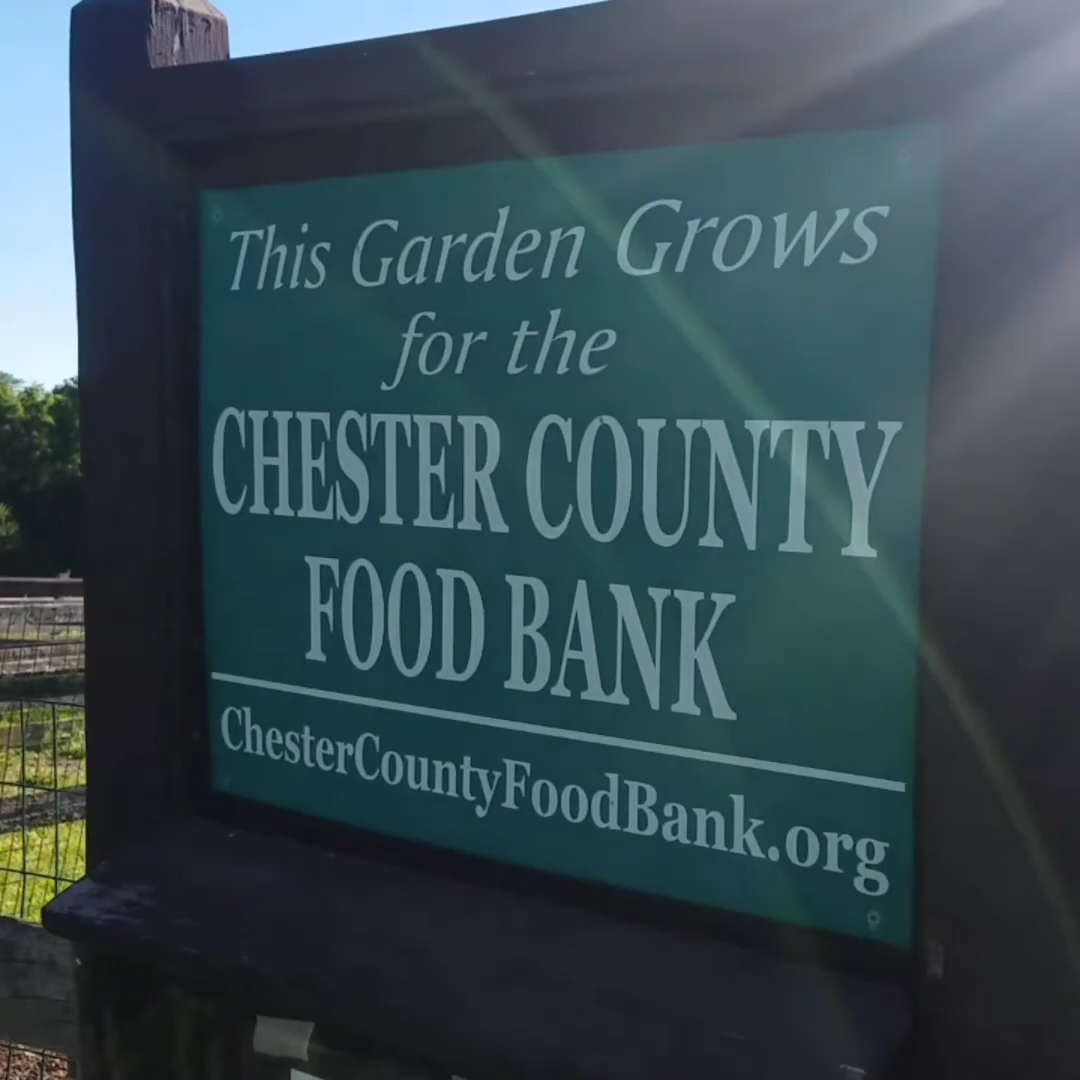 This Garden Grows
for the
CHESTER COUNTY
FOOD BANK
ChesterCountyFoodBank.org